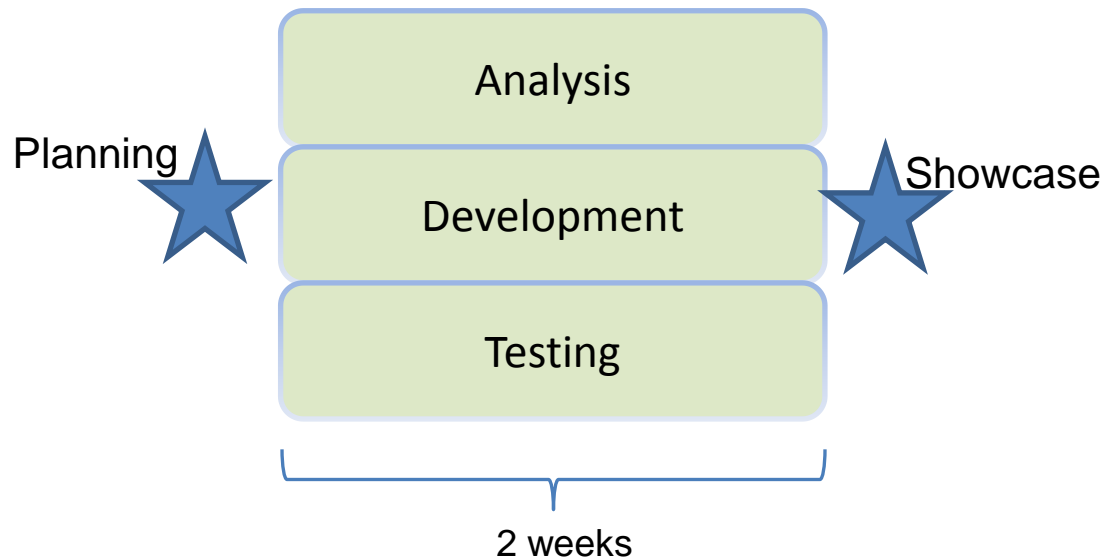 Analysis
Planning
Showcase
Development
Testing
2 weeks